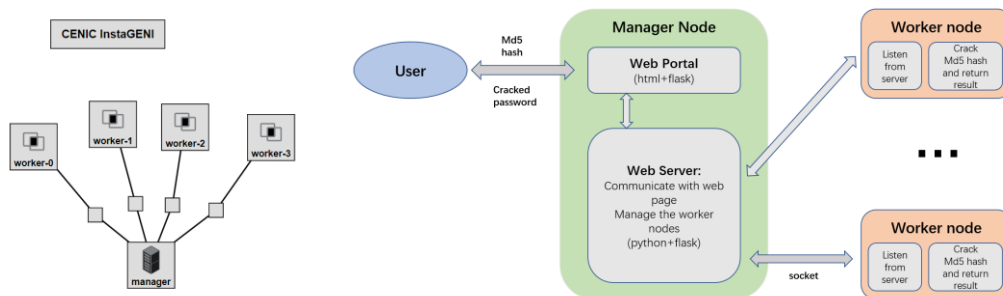 CENIC InstaGENI
worker-0
worker-1
worker-2
worker-3
manager
User
Md5
hash
Cracked
password
Manager Node
Web Portal
(html+flask)
Web Server:
Communicate with web
page
Manage the worker
nodes
(python+flask)
socket
Worker node
Listen
from
server
Crack
Md5 hash
and return
result
...
Worker node
Listen
from
server
Crack
Md5 hash
and return
result